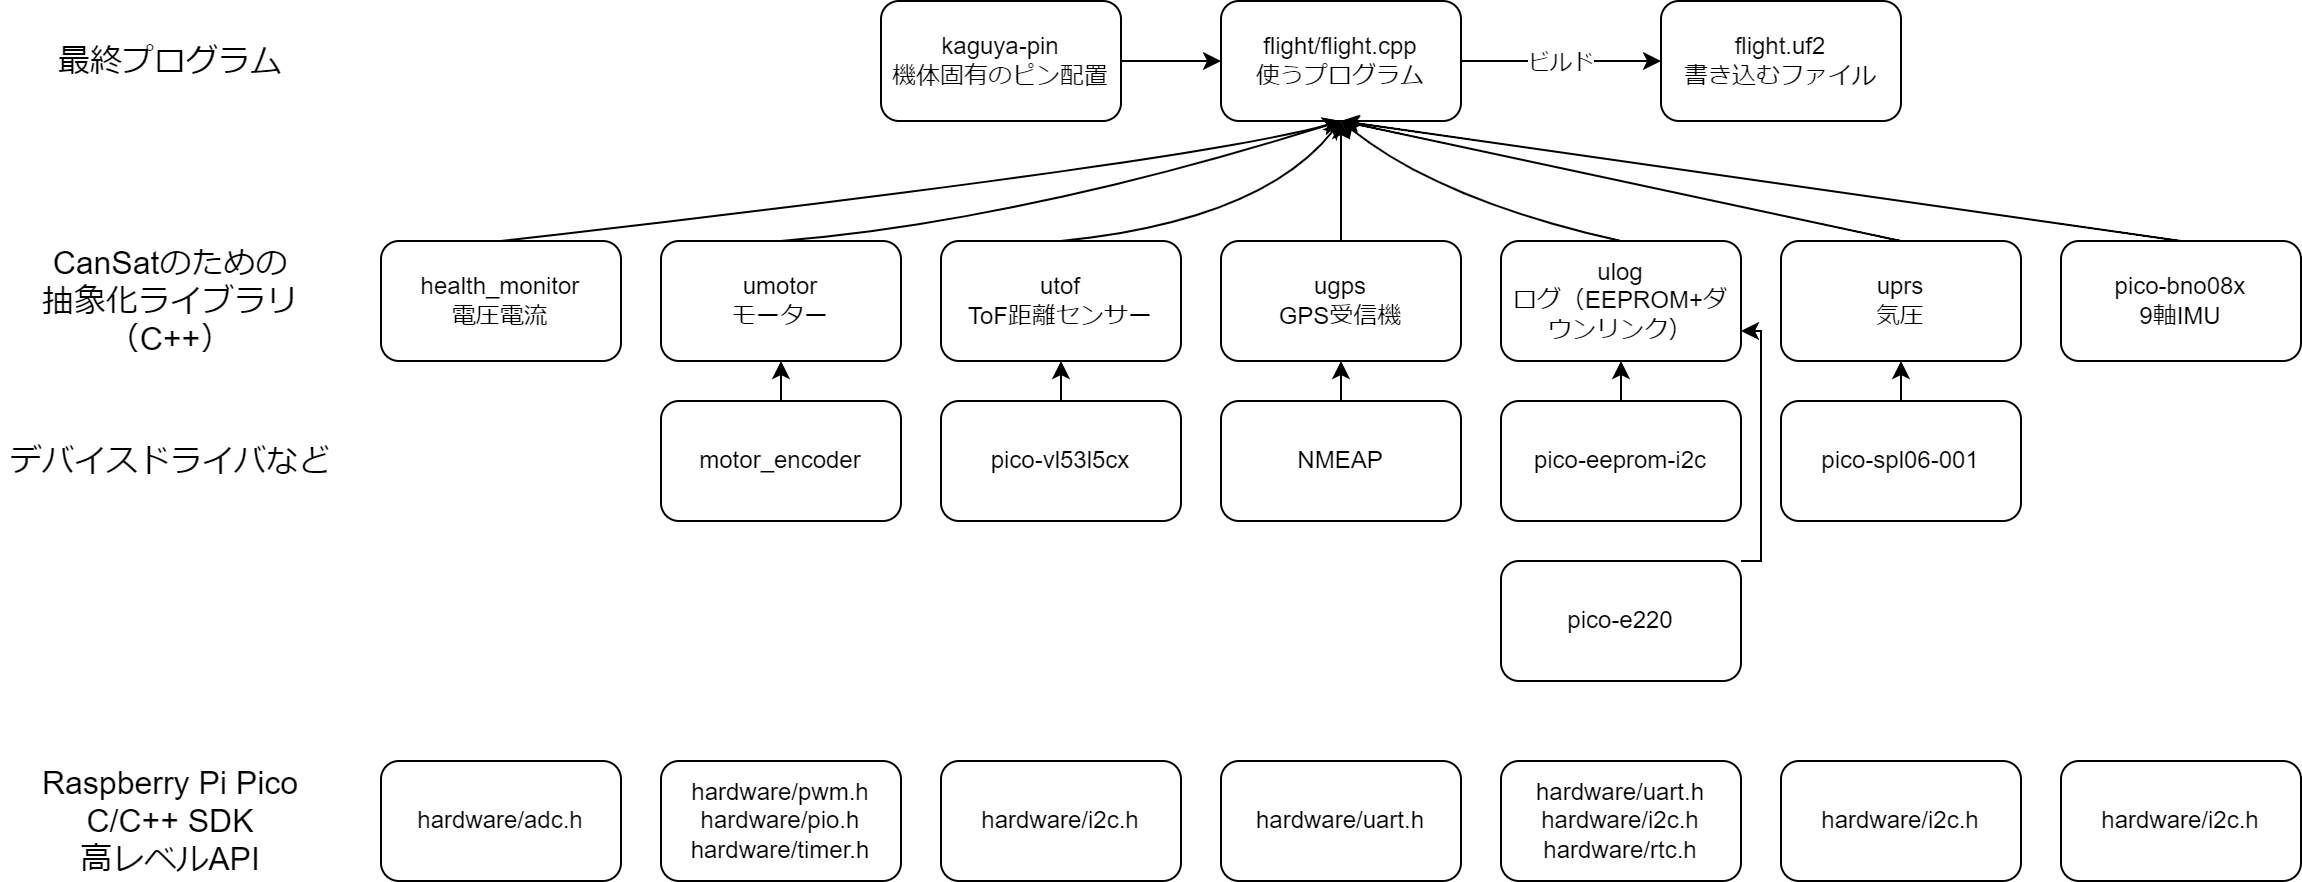 最終プログラム
kaguya-pin
機体固有のピン配置
flight/flight.cpp
使うプログラム
ビルド
flight.uf2
書き込むファイル
CanSatのための
抽象化ライブラリ
（C++）
health_monitor
電圧電流
umotor
モーター
utof
ToF距離センサー
ugps
GPS受信機
ulog
ログ（EEPROM+ダ
ウンリンク）
uprs
気圧
pico-bno08x
9軸IMU
デバイスドライバなど
motor_encoder
pico-vl53l5cx
NMEAP
pico-eeprom-i2c
pico-spl06-001
pico-e220
Raspberry Pi Pico
C/C++ SDK
高レベルAPI
hardware/adc.h
hardware/pwm.h
hardware/pio.h
hardware/timer.h
hardware/i2c.h
hardware/uart.h
hardware/uart.h
hardware/i2c.h
hardware/rtc.h
hardware/i2c.h
hardware/i2c.h